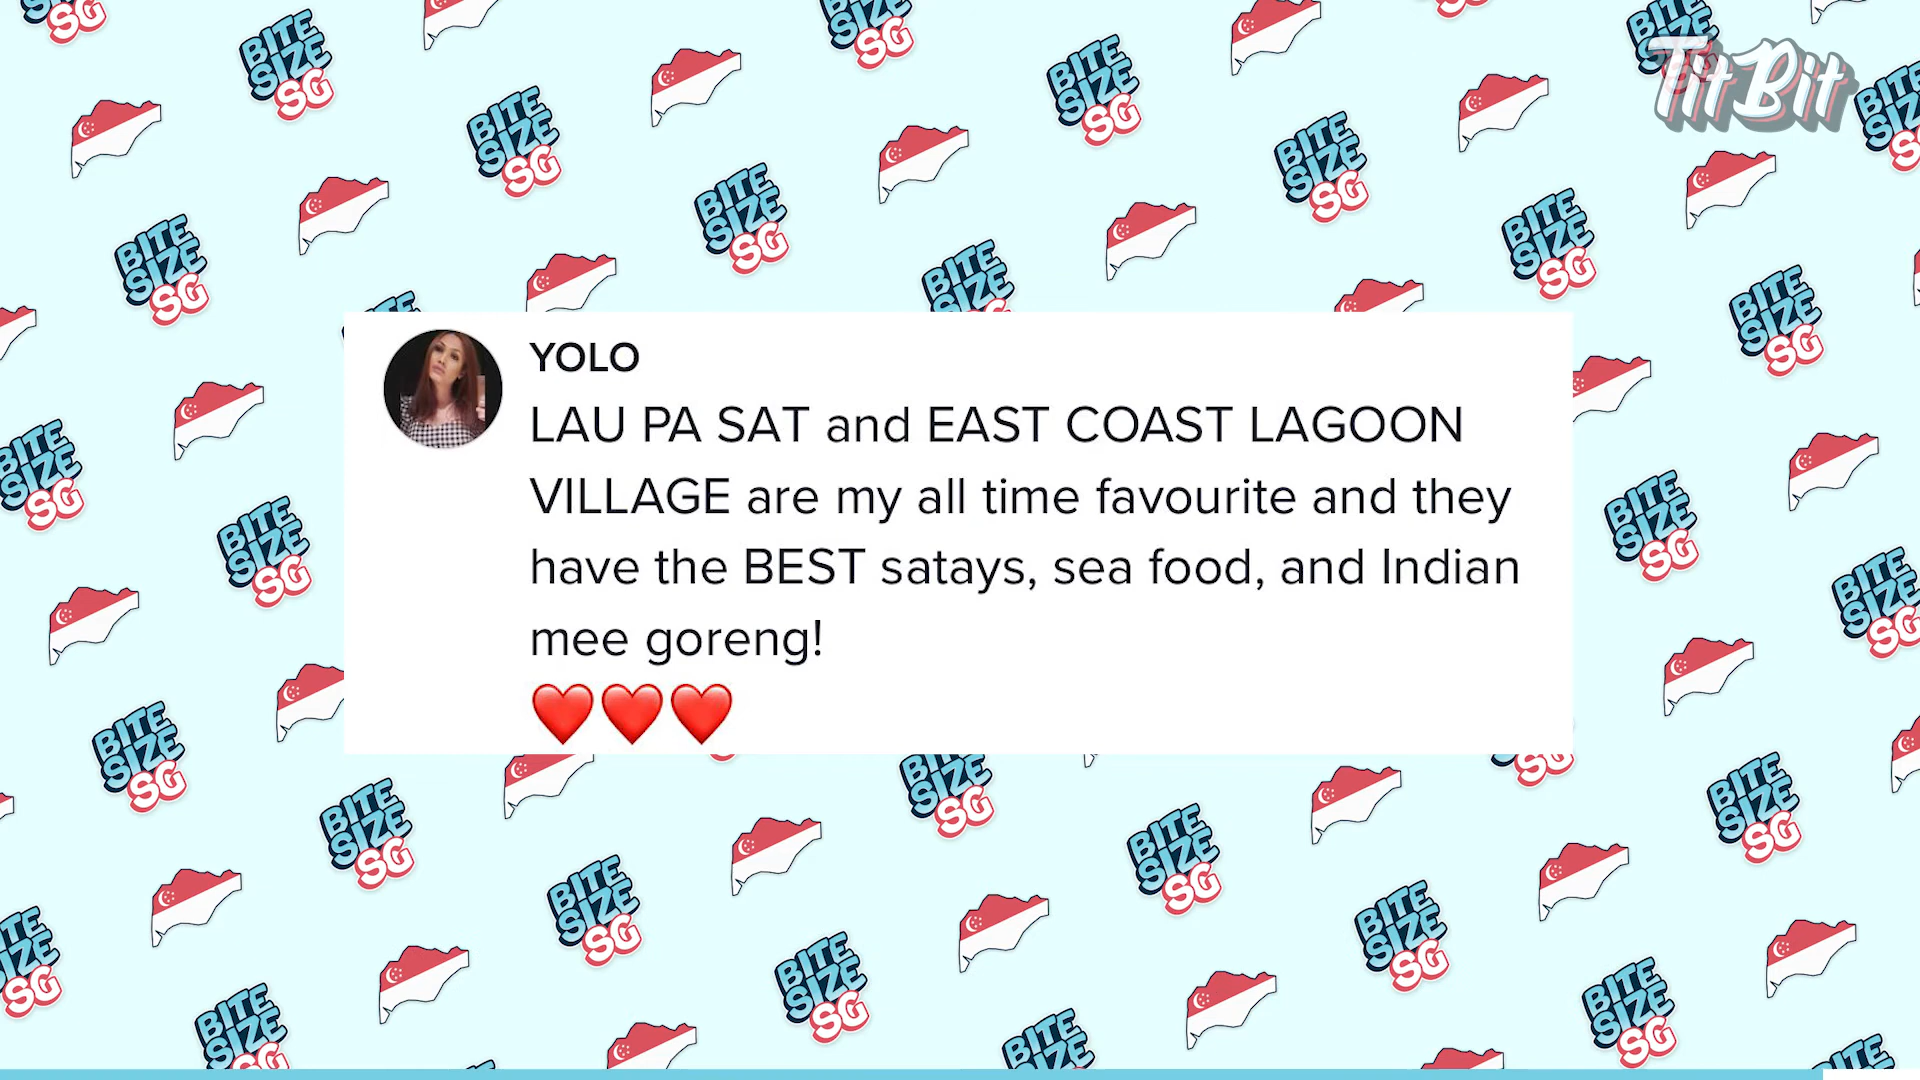 TitBit
YOLO
LAU PA SAT and EAST COAST LAGOON
VILLAGE are my all time favourite and they
have the BEST satays, sea food, and Indian
mee goreng!
❤️❤️❤️
BITE
SIZE
SG